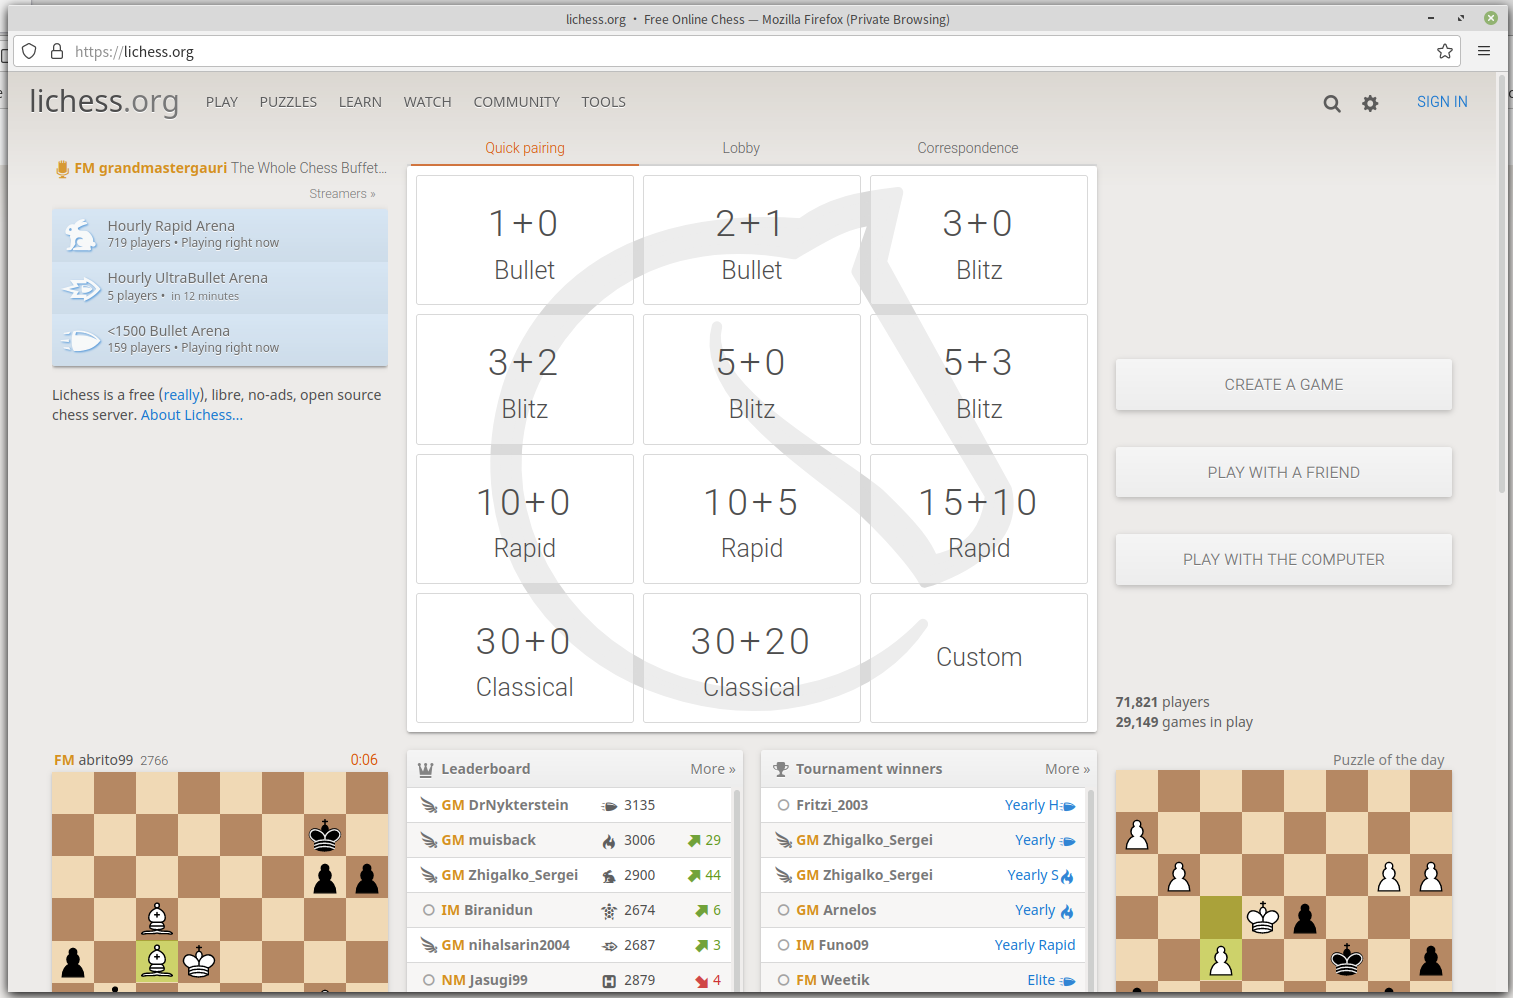 lichess.org • Free Online Chess — Mozilla Firefox (Private Browsing)
https://lichess.org
lichess.org PLAY PUZZLES LEARN WATCH COMMUNITY TOOLS SIGN IN
FM grandmastergauri The Whole Chess Buffet...
Streamers »
Hourly Rapid Arena
719 players • Playing right now
Hourly UltraBullet Arena
5 players • in 12 minutes
<1500 Bullet Arena
159 players • Playing right now
Lichess is a free (really), libre, no-ads, open source
chess server. About Lichess...
Quick pairing Lobby Correspondence
1+0 2+1 3+0
Bullet Bullet Blitz
3+2 5+0 5+3
Blitz Blitz Blitz
10+0 10+5 15+10
Rapid Rapid Rapid
30+0 30+20
Classical Classical Custom
CREATE A GAME
PLAY WITH A FRIEND
PLAY WITH THE COMPUTER
71,821 players
29,149 games in play
FM abrito99 2766 0:06
Leaderboard More »
GM DrNykterstein 3135
GM muisback 3006 29
GM Zhigalko_Sergei 2900 44
IM Biranidun 2674 6
GM nihalsarin2004 2687 3
NM Jasugi99 2879 4
Tournament winners More »
Fritzi_2003 Yearly H
GM Zhigalko_Sergei Yearly
GM Zhigalko_Sergei Yearly S
GM Arnelos Yearly
IM Funo09 Yearly Rapid
FM Weetik Elite
Puzzle of the day